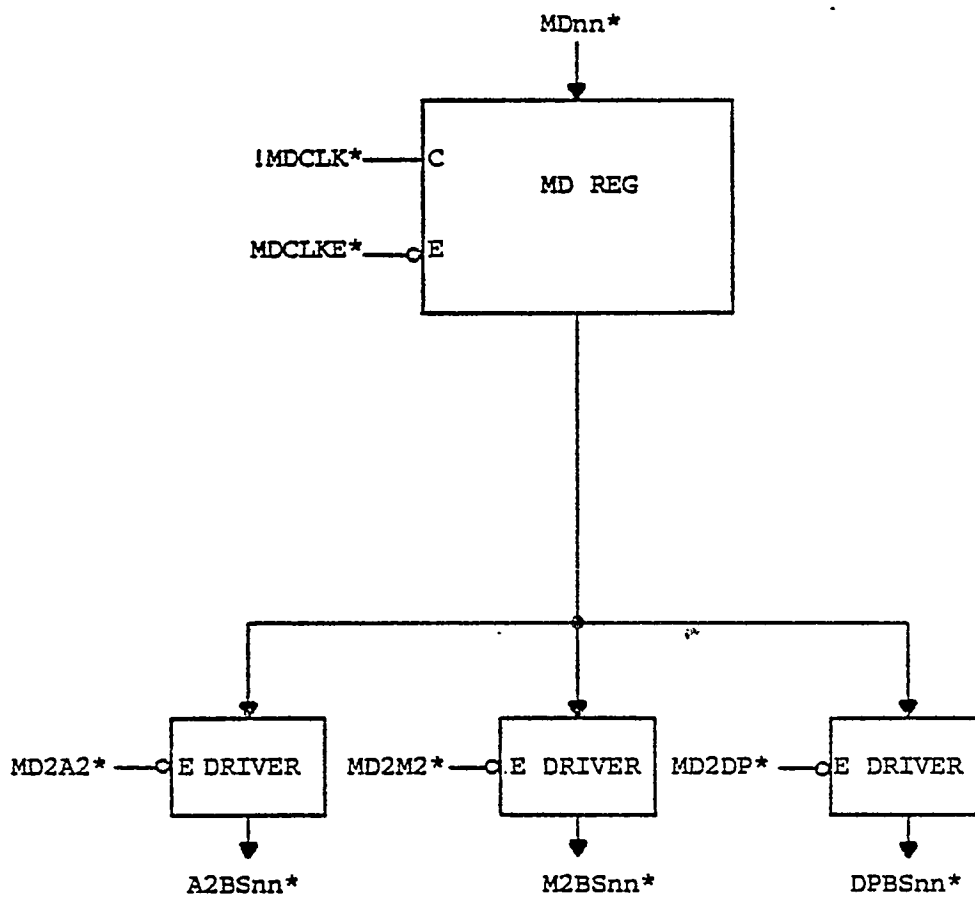 MDnn*
!MDCLK* C
MD REG
MDCLKE* E
MD2A2* E DRIVER
MD2M2* E DRIVER
MD2DP* E DRIVER
A2BSnn*
M2BSnn*
DPBSnn*